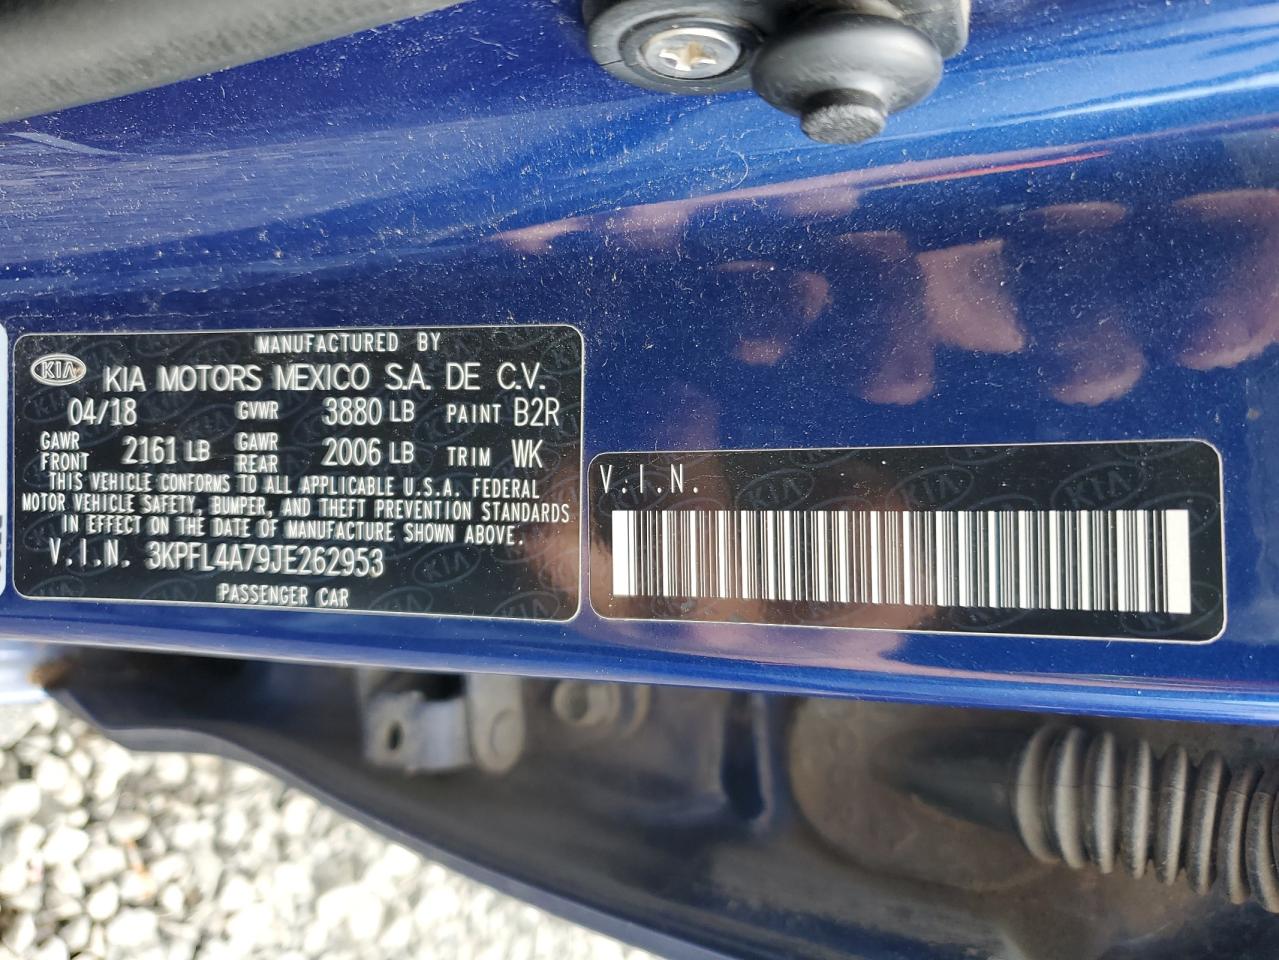 MANUFACTURED BY
KIA KIA MOTORS MEXICO S.A. DE C.V.
04/18 GVWR 3880 LB PAINT B2R
GAWR FRONT 2161 LB GAWR REAR 2006 LB TRIM WK
THIS VEHICLE CONFORMS TO ALL APPLICABLE U.S.A. FEDERAL
MOTOR VEHICLE SAFETY, BUMPER, AND THEFT PREVENTION STANDARDS
IN EFFECT ON THE DATE OF MANUFACTURE SHOWN ABOVE.
V.I.N. 3KPFL4A79JE262953
PASSENGER CAR
V.I.N.